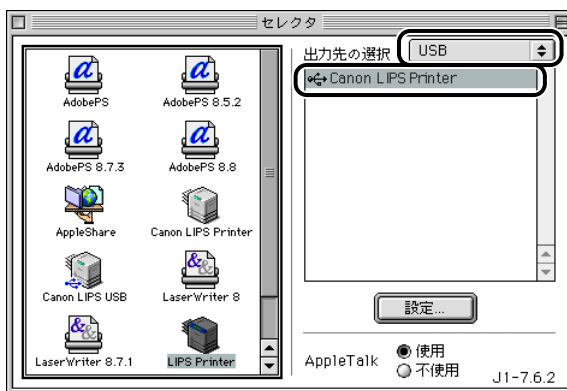 セレクタ
AdobePS
AdobePS 8.5.2
AdobePS 8.7.3
AdobePS 8.8
AppleShare
Canon LIPS Printer
Canon LIPS USB
LaserWriter 8
LaserWriter 8.7.1
LIPS Printer
出力先の選択
USB
Canon LIPS Printer
設定...
AppleTalk
使用
不使用
J1-7.6.2